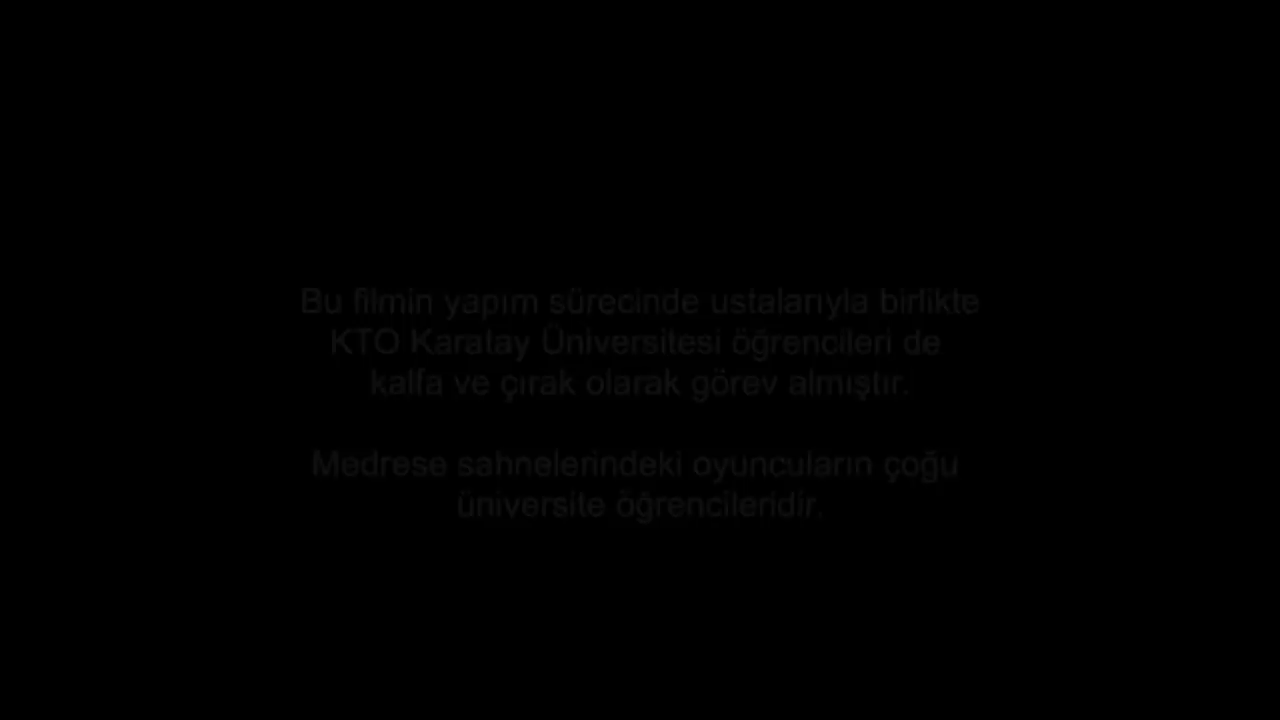 Bu filmin yapım sürecinde ustalarıyla birlikte
KTO Karatay Üniversitesi öğrencileri de
kalfa ve çırak olarak görev almıştır.
Medrese sahnelerindeki oyuncuların çoğu
üniversite öğrencileridir.